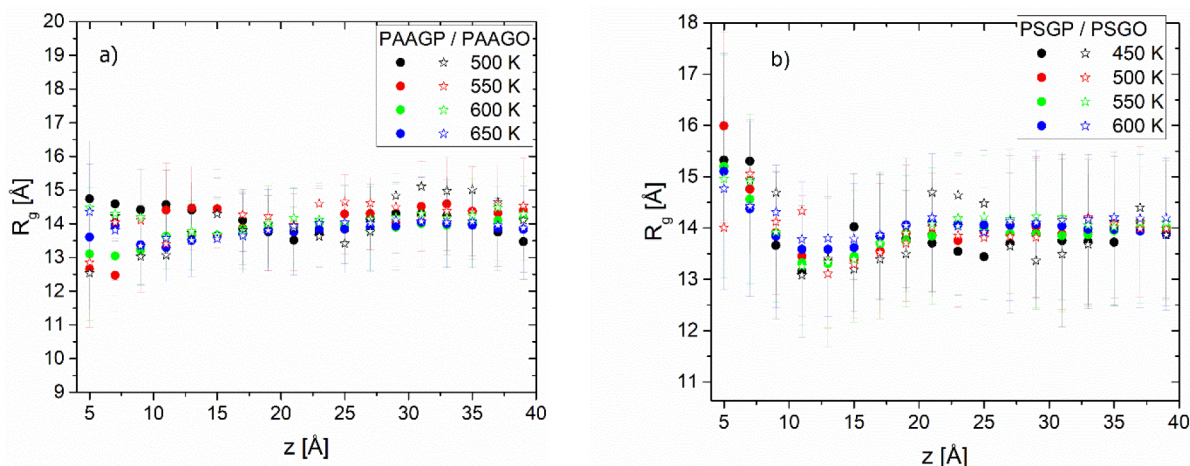 a)
PAAGP / PAAGO
500 K
550 K
600 K
650 K
20
19
18
17
16
15
14
13
12
11
10
9
R_g [Å]
5 10 15 20 25 30 35 40
z [Å]
b)
PSGP / PSGO
450 K
500 K
550 K
600 K
18
17
16
15
14
13
12
11
R_g [Å]
5 10 15 20 25 30 35 40
z [Å]